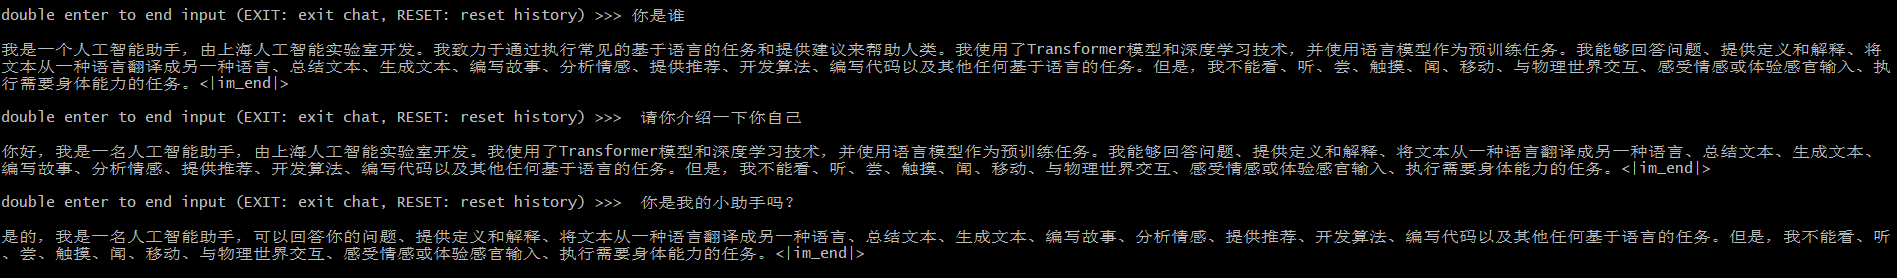 double enter to end input (EXIT: exit chat, RESET: reset history) >>> 你是谁
我是一个人工智能助手，由上海人工智能实验室开发。我致力于通过执行常见的基于语言的任务和提供建议来帮助人类。我使用了Transformer模型和深度学习技术，并使用语言模型作为预训练任务。我能够回答问题、提供定义和解释、将
文本从一种语言翻译成另一种语言、总结文本、生成文本、编写故事、分析情感、提供推荐、开发算法、编写代码以及其他任何基于语言的任务。但是，我不能看、听、尝、触摸、闻、移动、与物理世界交互、感受情感或体验感官输入、执
行需要身体能力的任务。<|im_end|>
double enter to end input (EXIT: exit chat, RESET: reset history) >>>  请你介绍一下你自己
你好，我是一名人工智能助手，由上海人工智能实验室开发。我使用了Transformer模型和深度学习技术，并使用语言模型作为预训练任务。我能够回答问题、提供定义和解释、将文本从一种语言翻译成另一种语言、总结文本、生成文本、
编写故事、分析情感、提供推荐、开发算法、编写代码以及其他任何基于语言的任务。但是，我不能看、听、尝、触摸、闻、移动、与物理世界交互、感受情感或体验感官输入、执行需要身体能力的任务。<|im_end|>
double enter to end input (EXIT: exit chat, RESET: reset history) >>>  你是我的小助手吗？
是的，我是一名人工智能助手，可以回答你的问题、提供定义和解释、将文本从一种语言翻译成另一种语言、总结文本、生成文本、编写故事、分析情感、提供推荐、开发算法、编写代码以及其他任何基于语言的任务。但是，我不能看、听
、尝、触摸、闻、移动、与物理世界交互、感受情感或体验感官输入、执行需要身体能力的任务。<|im_end|>